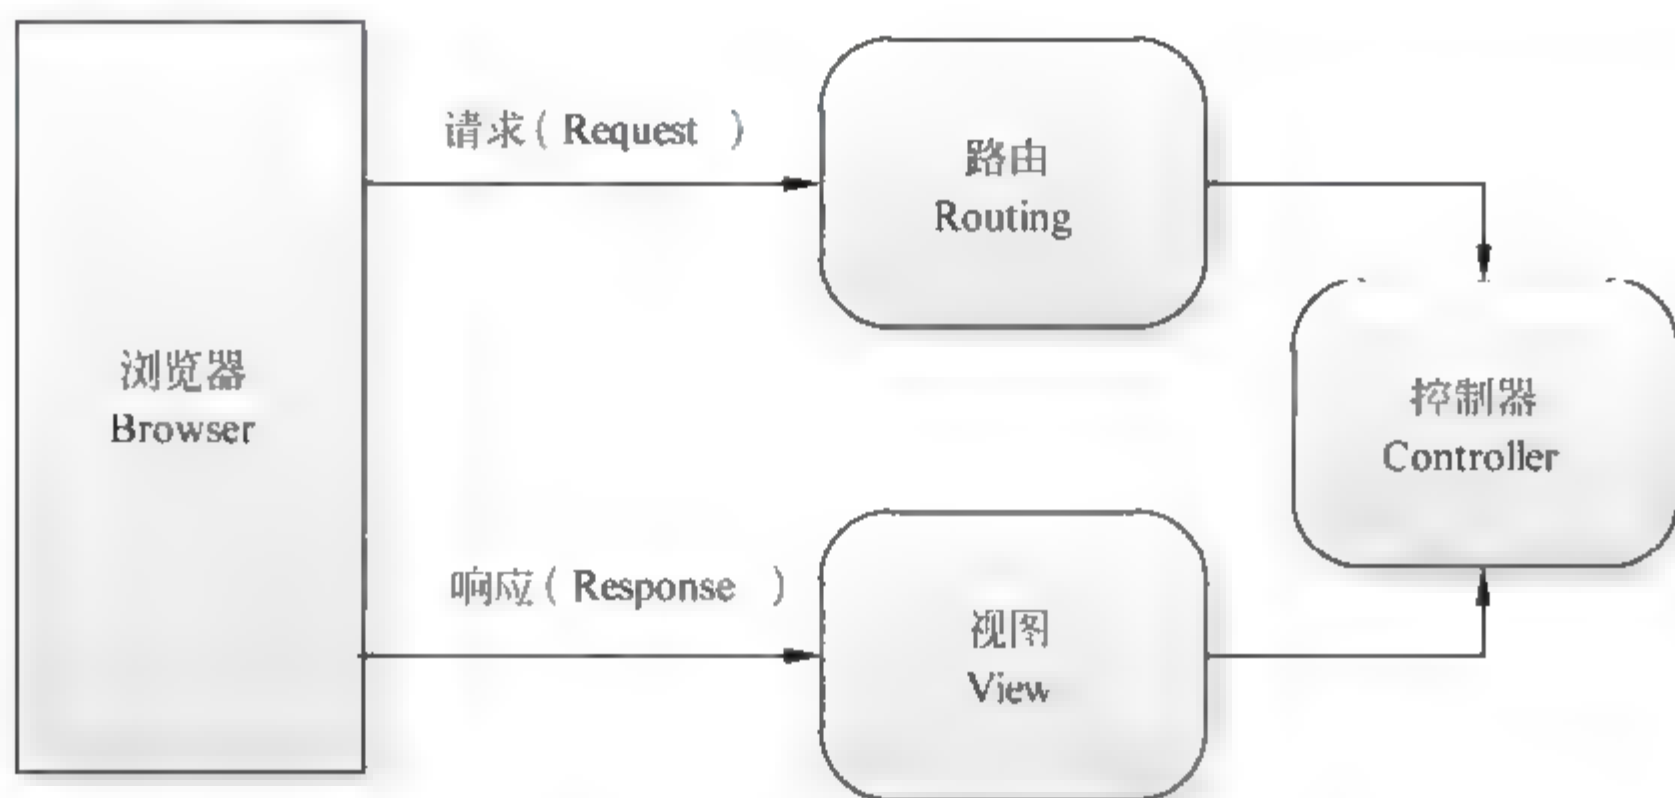 请求(Request)
路由
Routing
浏览器
Browser
控制器
Controller
响应(Response)
视图
View